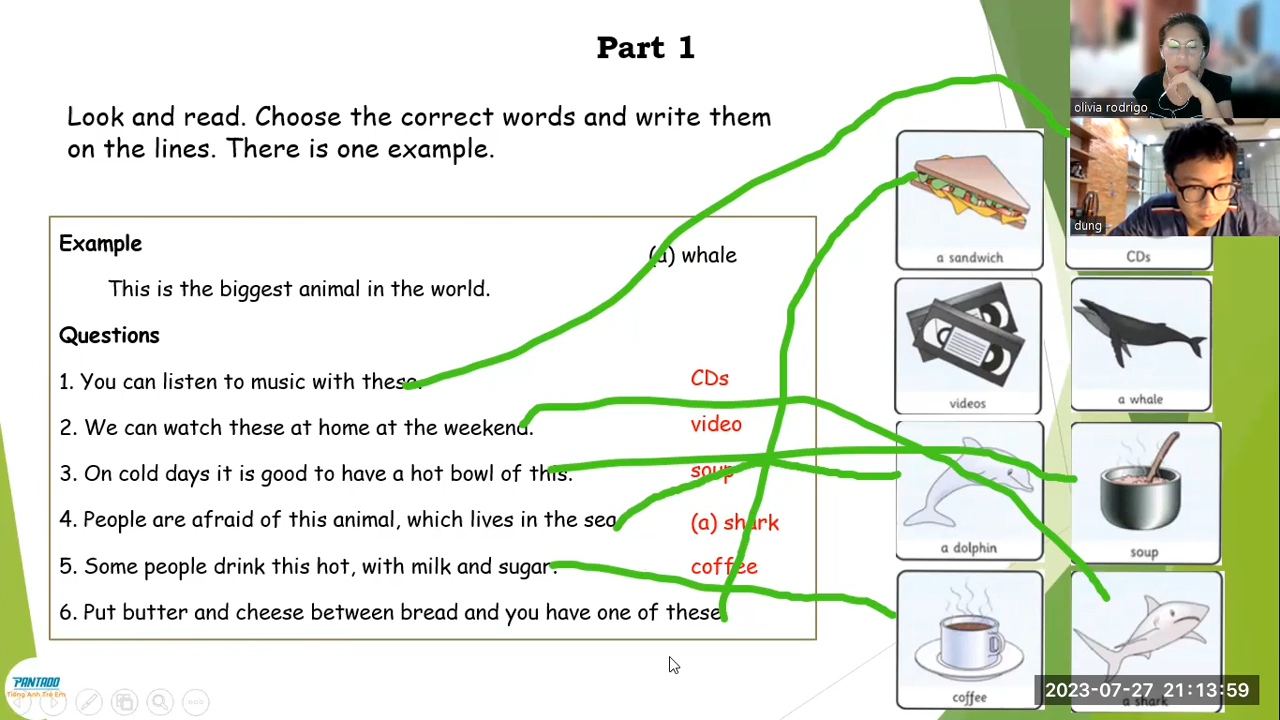 Part 1
olivia rodrigo
Look and read. Choose the correct words and write them
on the lines. There is one example.
dung
Example
(a) whale
This is the biggest animal in the world.
Questions
1. You can listen to music with these.
CDs
2. We can watch these at home at the weekend.
video
3. On cold days it is good to have a hot bowl of this.
soup
4. People are afraid of this animal, which lives in the sea
(a) shark
5. Some people drink this hot, with milk and sugar.
coffee
6. Put butter and cheese between bread and you have one of these
a sandwich
CDs
videos
a whale
a dolphin
soup
coffee
a shark
PANTADO
Tiếng Anh Trẻ Em
2023-07-27 21:13:59